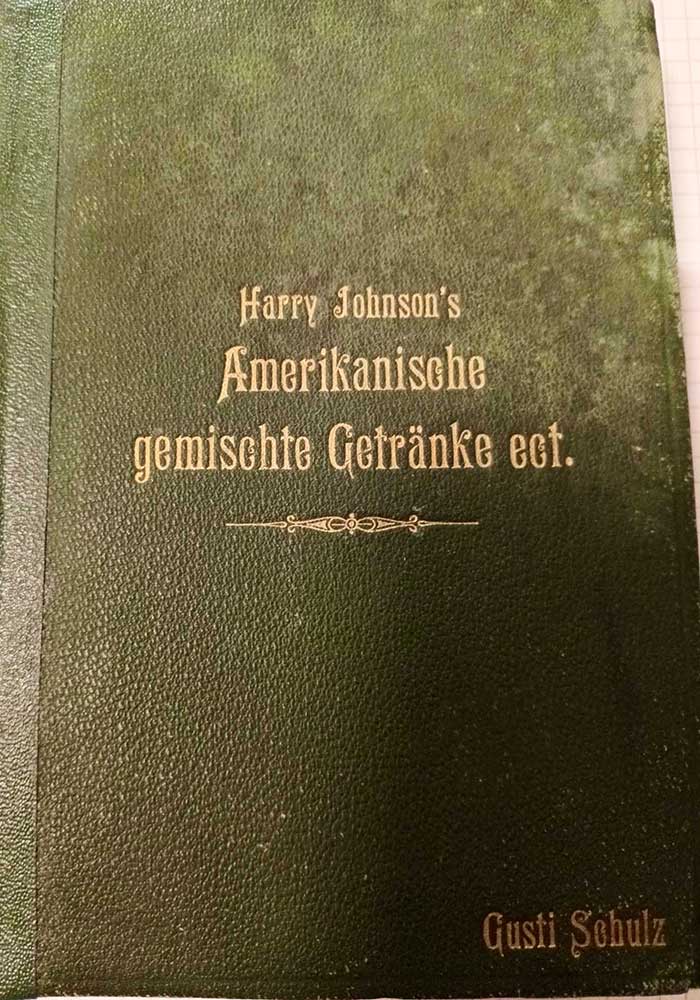 Harry Johnson's
Amerikanische
gemischte Getränke ect.
Gusti Schulz